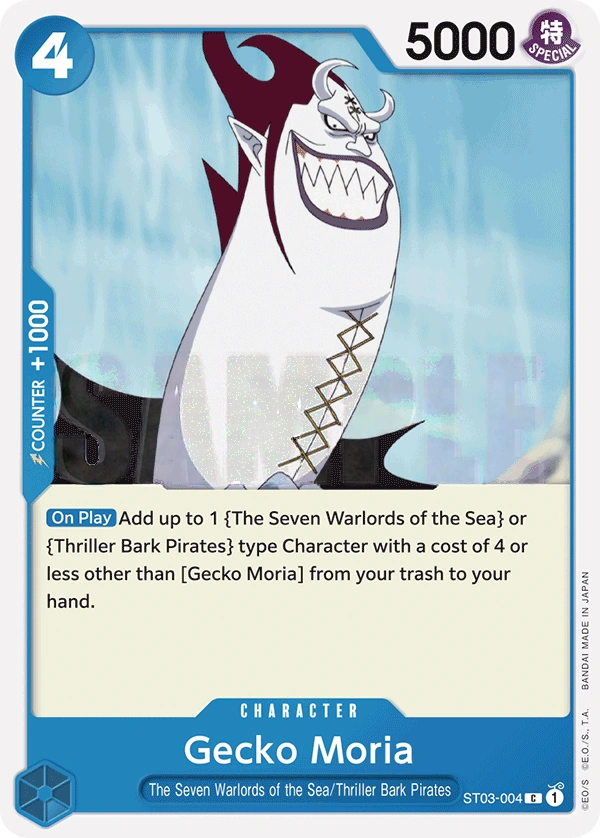 4
5000
特
SPECIAL
COUNTER +1000
SAMPLE
On Play Add up to 1 {The Seven Warlords of the Sea} or
{Thriller Bark Pirates} type Character with a cost of 4 or
less other than [Gecko Moria] from your trash to your
hand.
CHARACTER
Gecko Moria
The Seven Warlords of the Sea/Thriller Bark Pirates
ST03-004 C 1
©E.O/S ©E.O./S., T.A. BANDAI MADE IN JAPAN